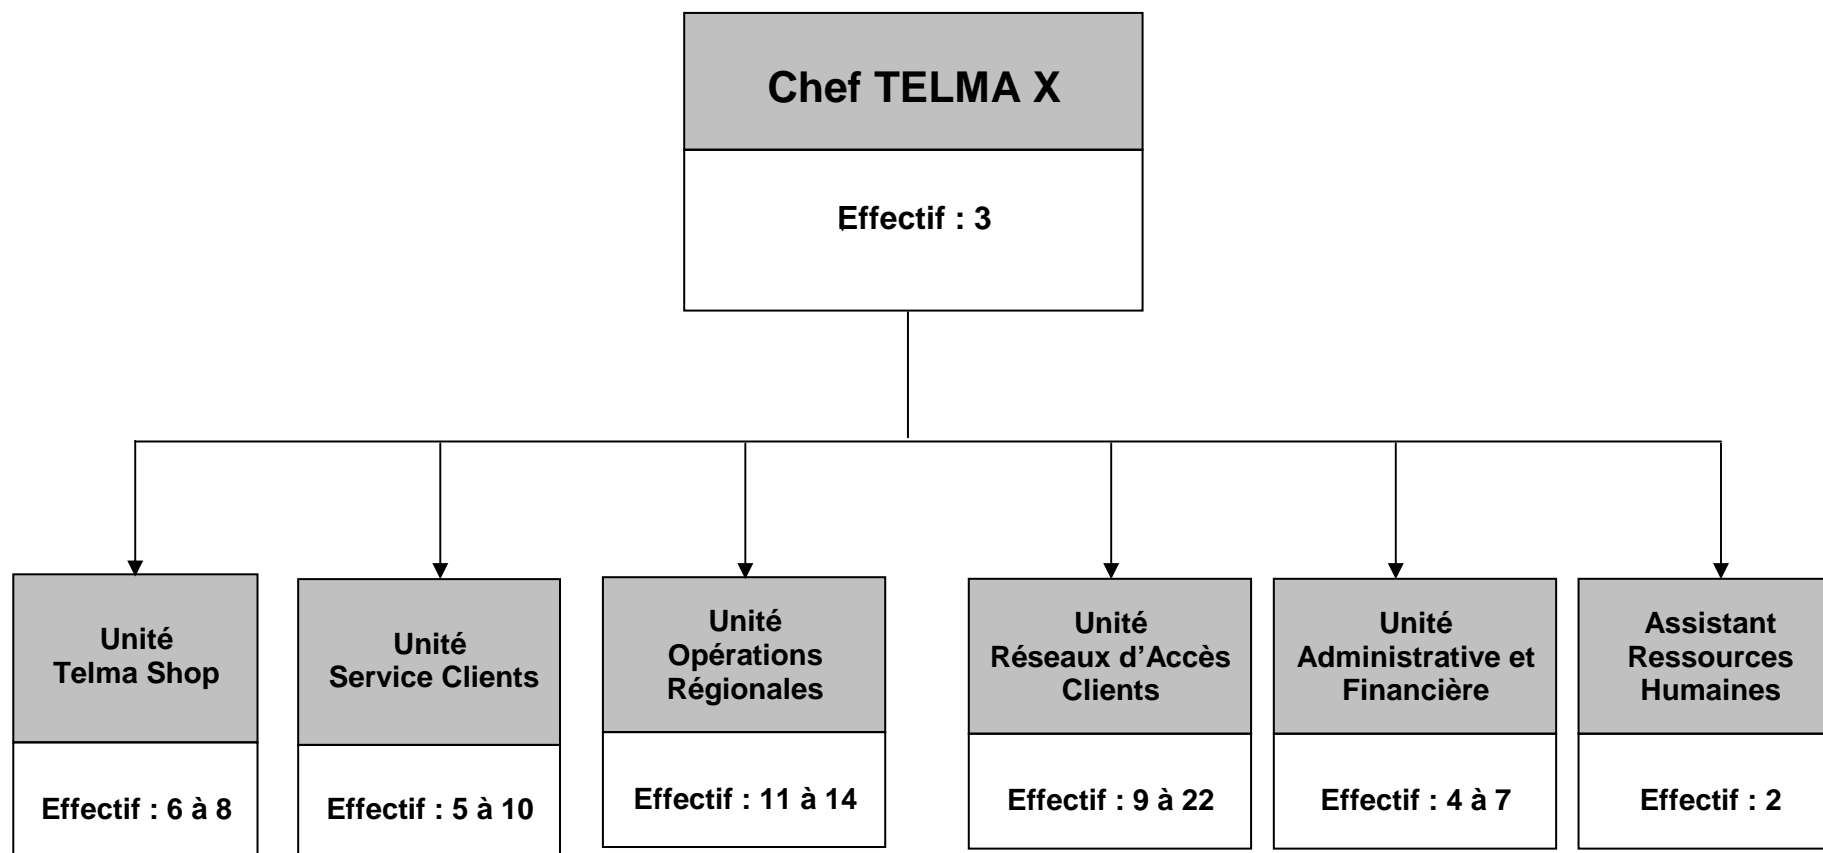 Chef TELMA X
Effectif : 3
Unité
Telma Shop
Effectif : 6 à 8
Unité
Service Clients
Effectif : 5 à 10
Unité
Opérations
Régionales
Effectif : 11 à 14
Unité
Réseaux d’Accès
Clients
Effectif : 9 à 22
Unité
Administrative et
Financière
Effectif : 4 à 7
Assistant
Ressources
Humaines
Effectif : 2